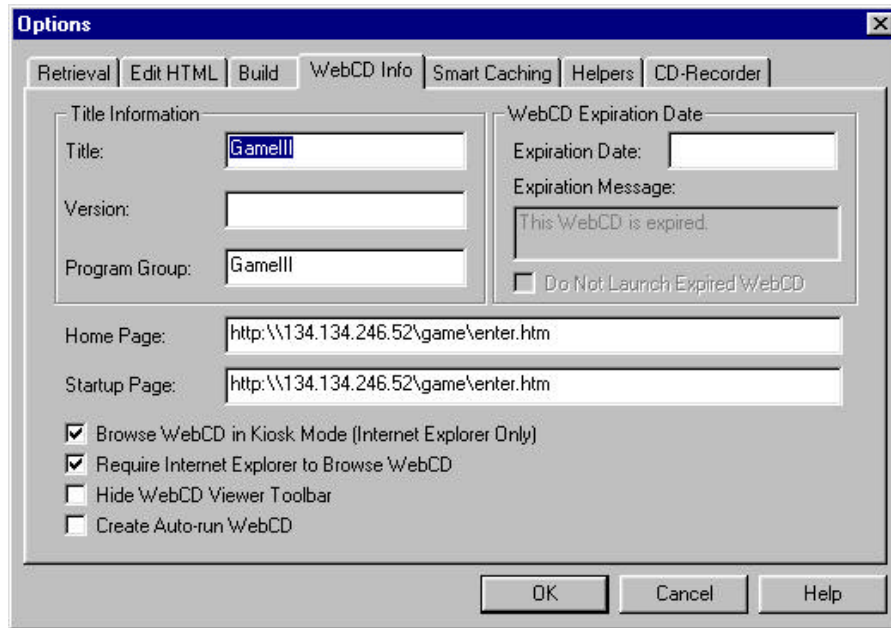 Options
Retrieval Edit HTML Build WebCD Info Smart Caching Helpers CD-Recorder
Title Information
Title: GameIII
Version:
Program Group: GameIII
WebCD Expiration Date
Expiration Date:
Expiration Message:
This WebCD is expired.
Do Not Launch Expired WebCD
Home Page: http:\\134.134.246.52\game\enter.htm
Startup Page: http:\\134.134.246.52\game\enter.htm
Browse WebCD in Kiosk Mode (Internet Explorer Only)
Require Internet Explorer to Browse WebCD
Hide WebCD Viewer Toolbar
Create Auto-run WebCD
OK Cancel Help